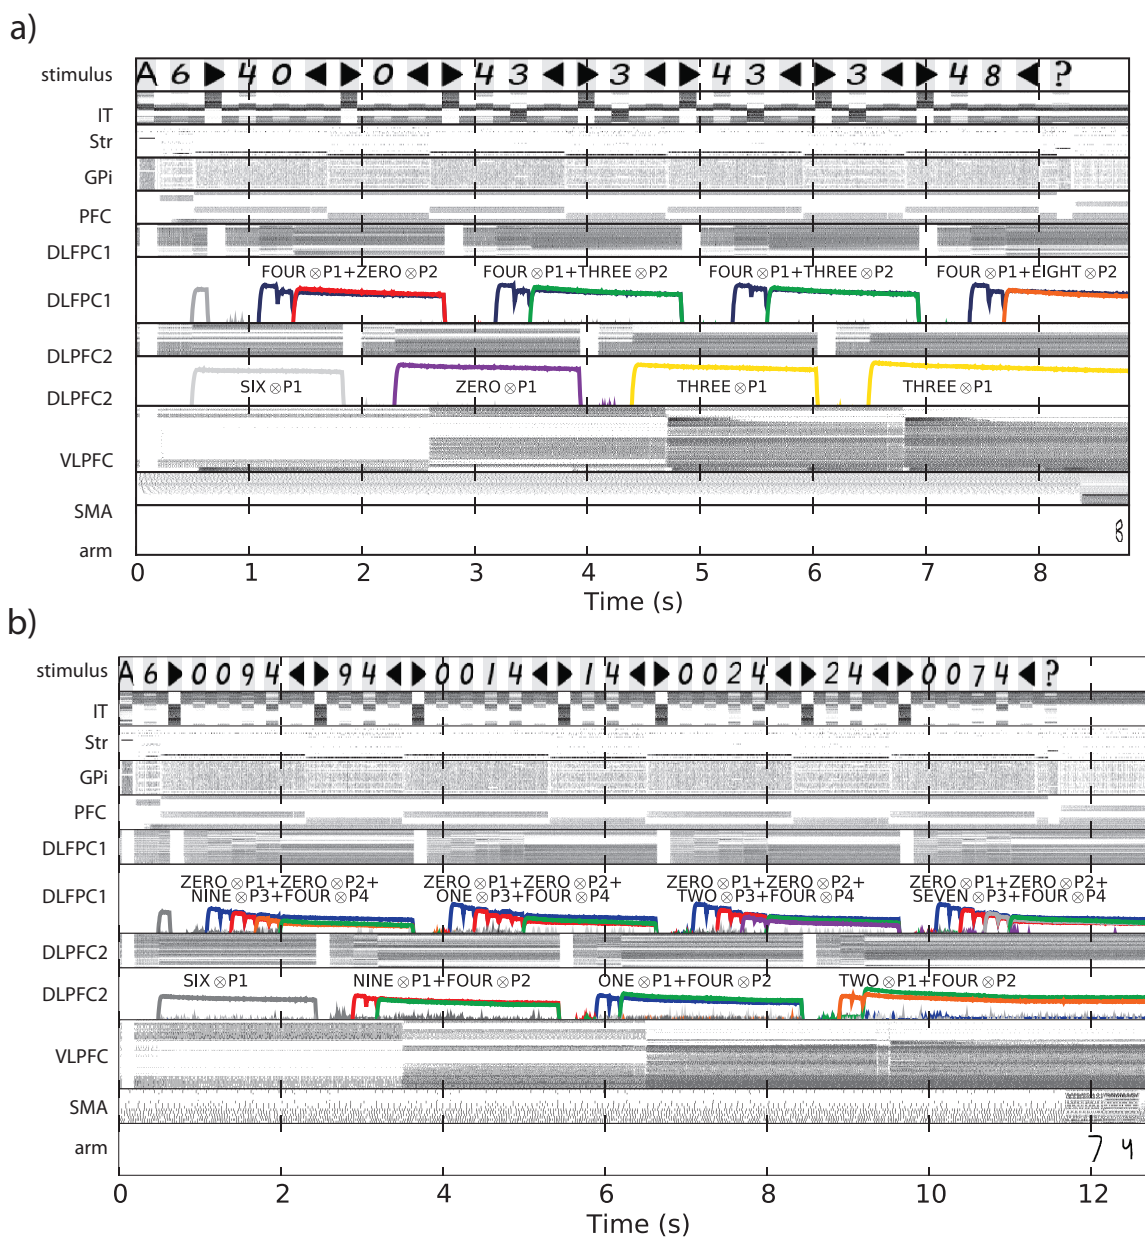 a)
stimulus A 6 ▶ 4 0 ◀ ▶ 0 ◀ ▶ 4 3 ◀ ▶ 3 ◀ ▶ 4 3 ◀ ▶ 3 ◀ ▶ 4 8 ◀ ?
IT
Str
GPi
PFC
DLFPC1
FOUR⊗P1+ZERO⊗P2 FOUR⊗P1+THREE⊗P2 FOUR⊗P1+THREE⊗P2 FOUR⊗P1+EIGHT⊗P2
DLFPC1
DLPFC2
DLPFC2 SIX⊗P1 ZERO⊗P1 THREE⊗P1 THREE⊗P1
VLPFC
SMA
8
arm
0 1 2 3 4 5 6 7 8
Time (s)
b)
stimulus A 6 ▶ 0 0 9 4 ◀ ▶ 9 4 ◀ ▶ 0 0 1 4 ◀ ▶ 1 4 ◀ ▶ 0 0 2 4 ◀ ▶ 2 4 ◀ ▶ 0 0 7 4 ◀ ?
IT
Str
GPi
PFC
DLFPC1
ZERO⊗P1+ZERO⊗P2+ ZERO⊗P1+ZERO⊗P2+ ZERO⊗P1+ZERO⊗P2+ ZERO⊗P1+ZERO⊗P2+
DLFPC1 NINE⊗P3+FOUR⊗P4 ONE⊗P3+FOUR⊗P4 TWO⊗P3+FOUR⊗P4 SEVEN⊗P3+FOUR⊗P4
DLPFC2
SIX⊗P1 NINE⊗P1+FOUR⊗P2 ONE⊗P1+FOUR⊗P2 TWO⊗P1+FOUR⊗P2
DLPFC2
VLPFC
SMA
arm 7 4
0 2 4 6 8 10 12
Time (s)